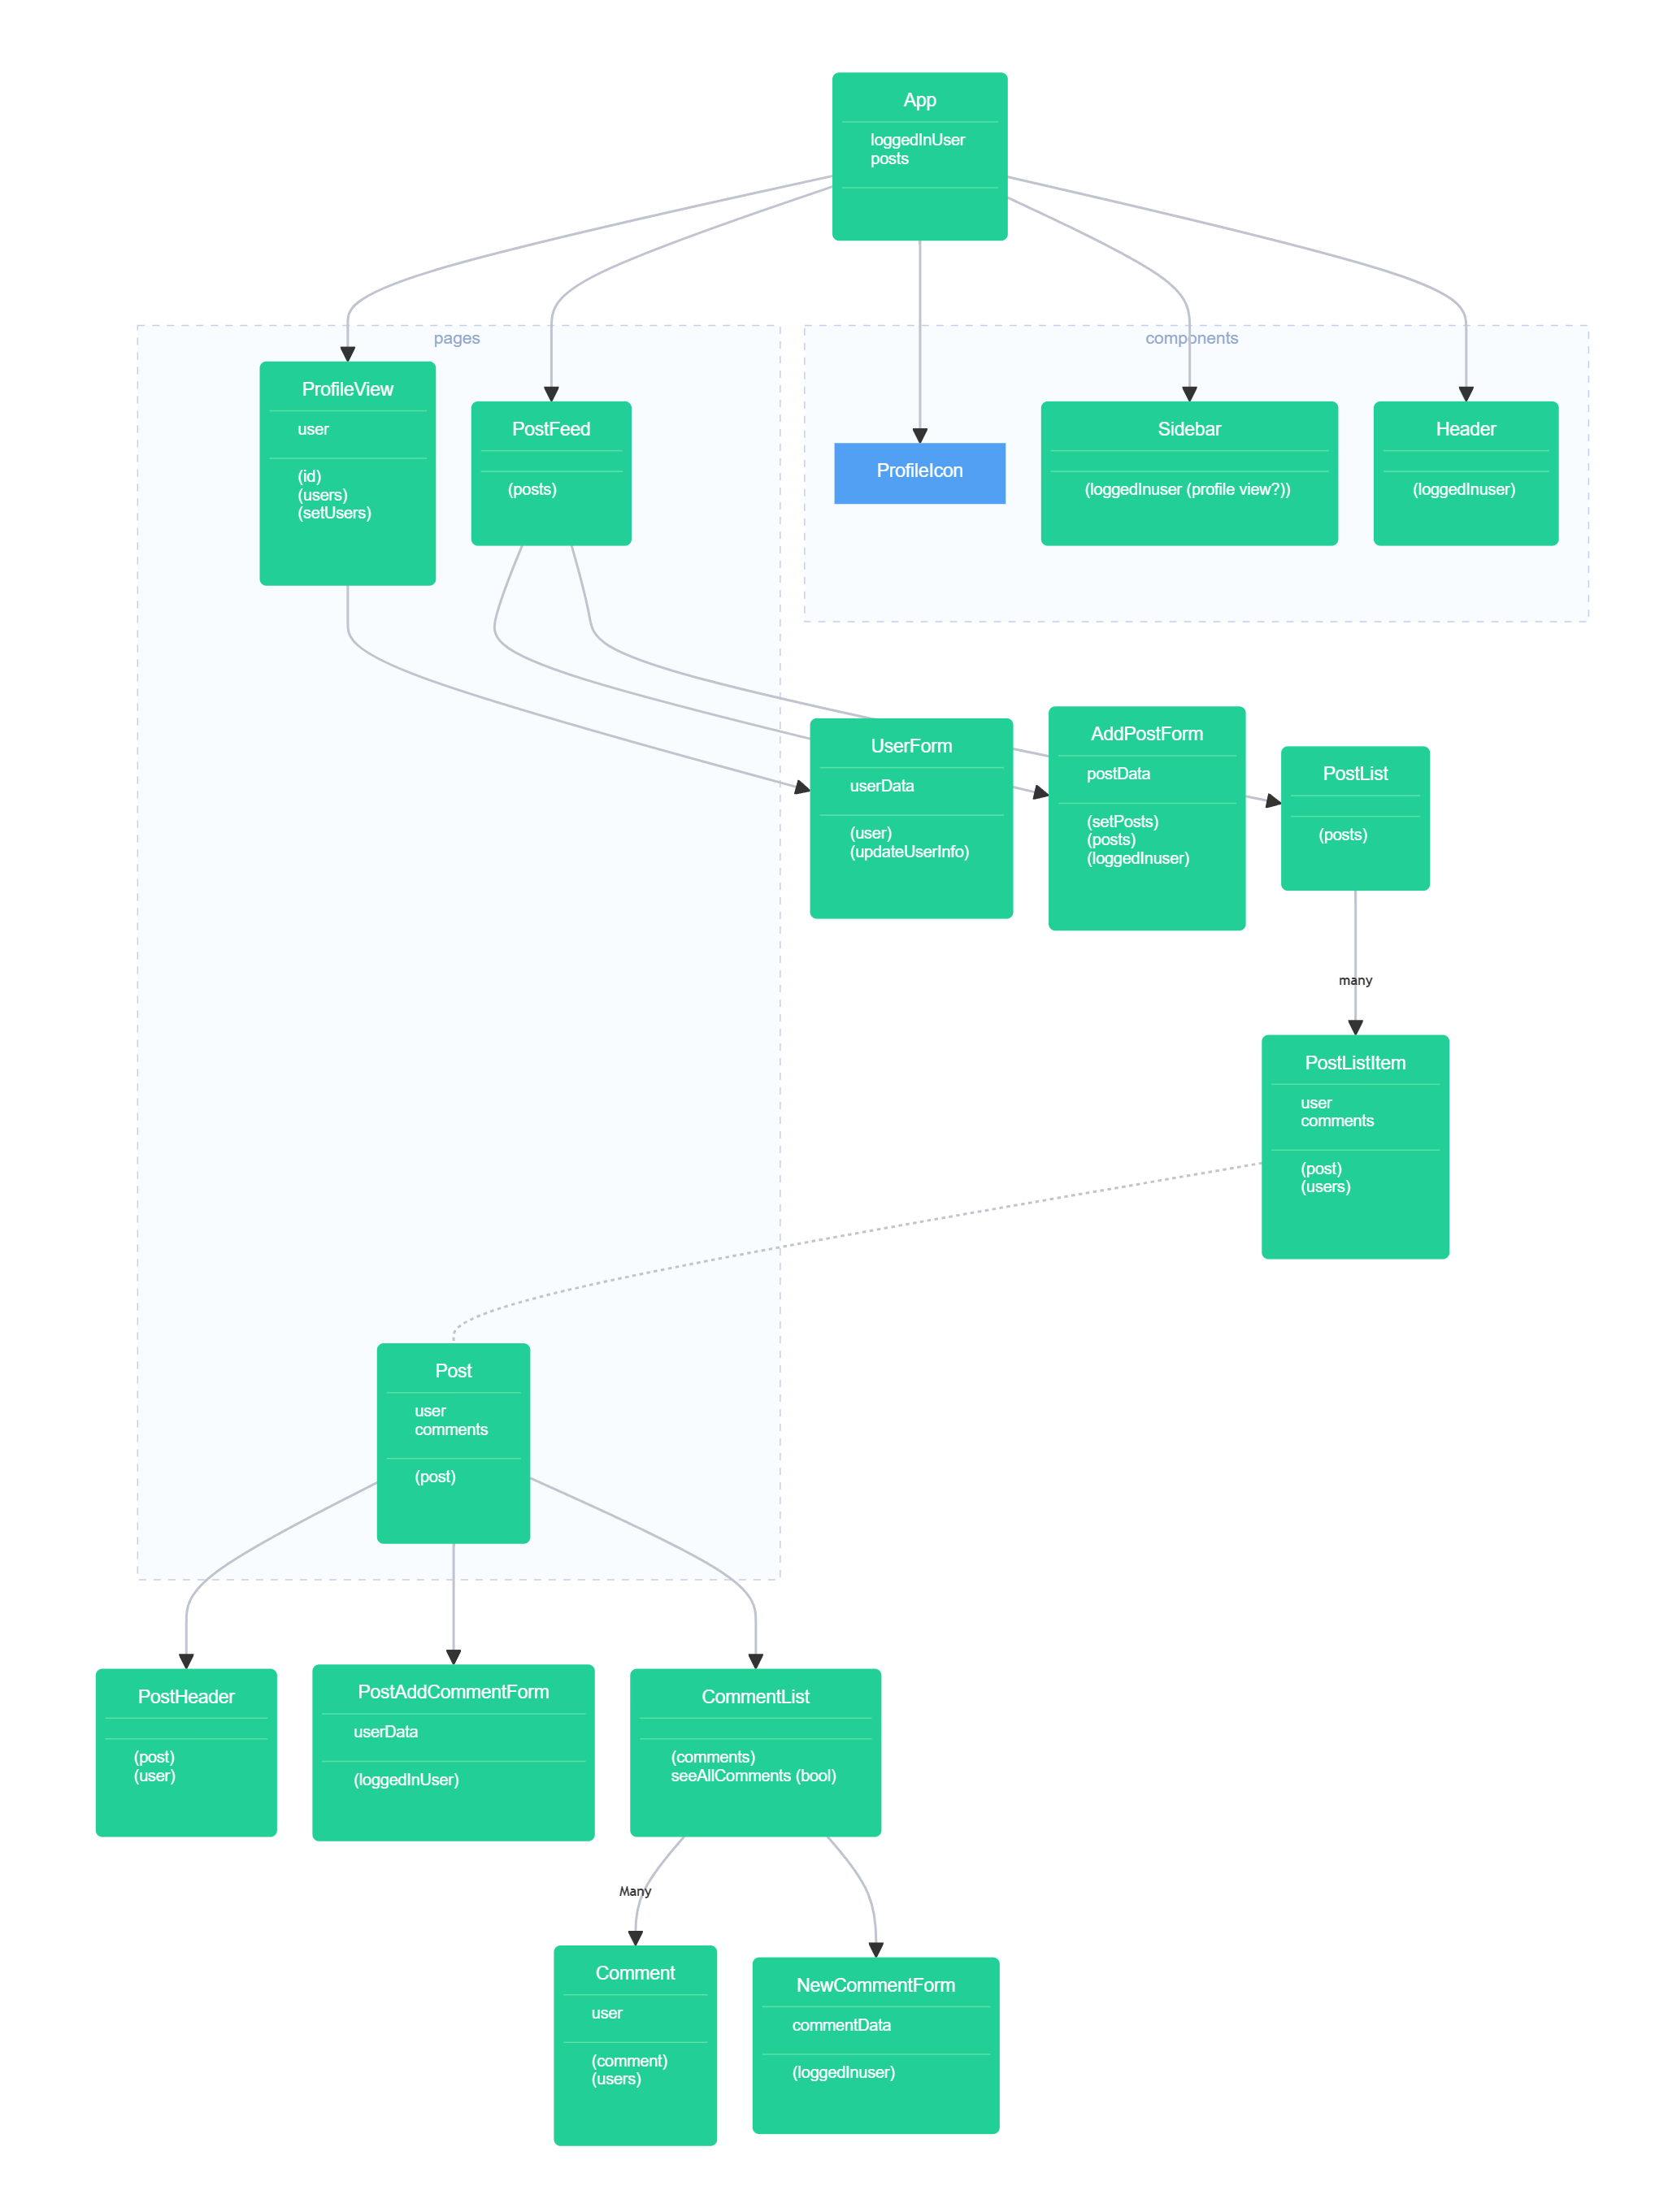 App
loggedInUser
posts
pages
components
ProfileView
user
(id)
(users)
(setUsers)
PostFeed
(posts)
ProfileIcon
Sidebar
(loggedInuser (profile view?))
Header
(loggedInuser)
UserForm
userData
(user)
(updateUserInfo)
AddPostForm
postData
(setPosts)
(posts)
(loggedInuser)
PostList
(posts)
many
PostListItem
user
comments
(post)
(users)
Post
user
comments
(post)
PostHeader
(post)
(user)
PostAddCommentForm
userData
(loggedInUser)
CommentList
(comments)
seeAllComments (bool)
Many
Comment
user
(comment)
(users)
NewCommentForm
commentData
(loggedInuser)